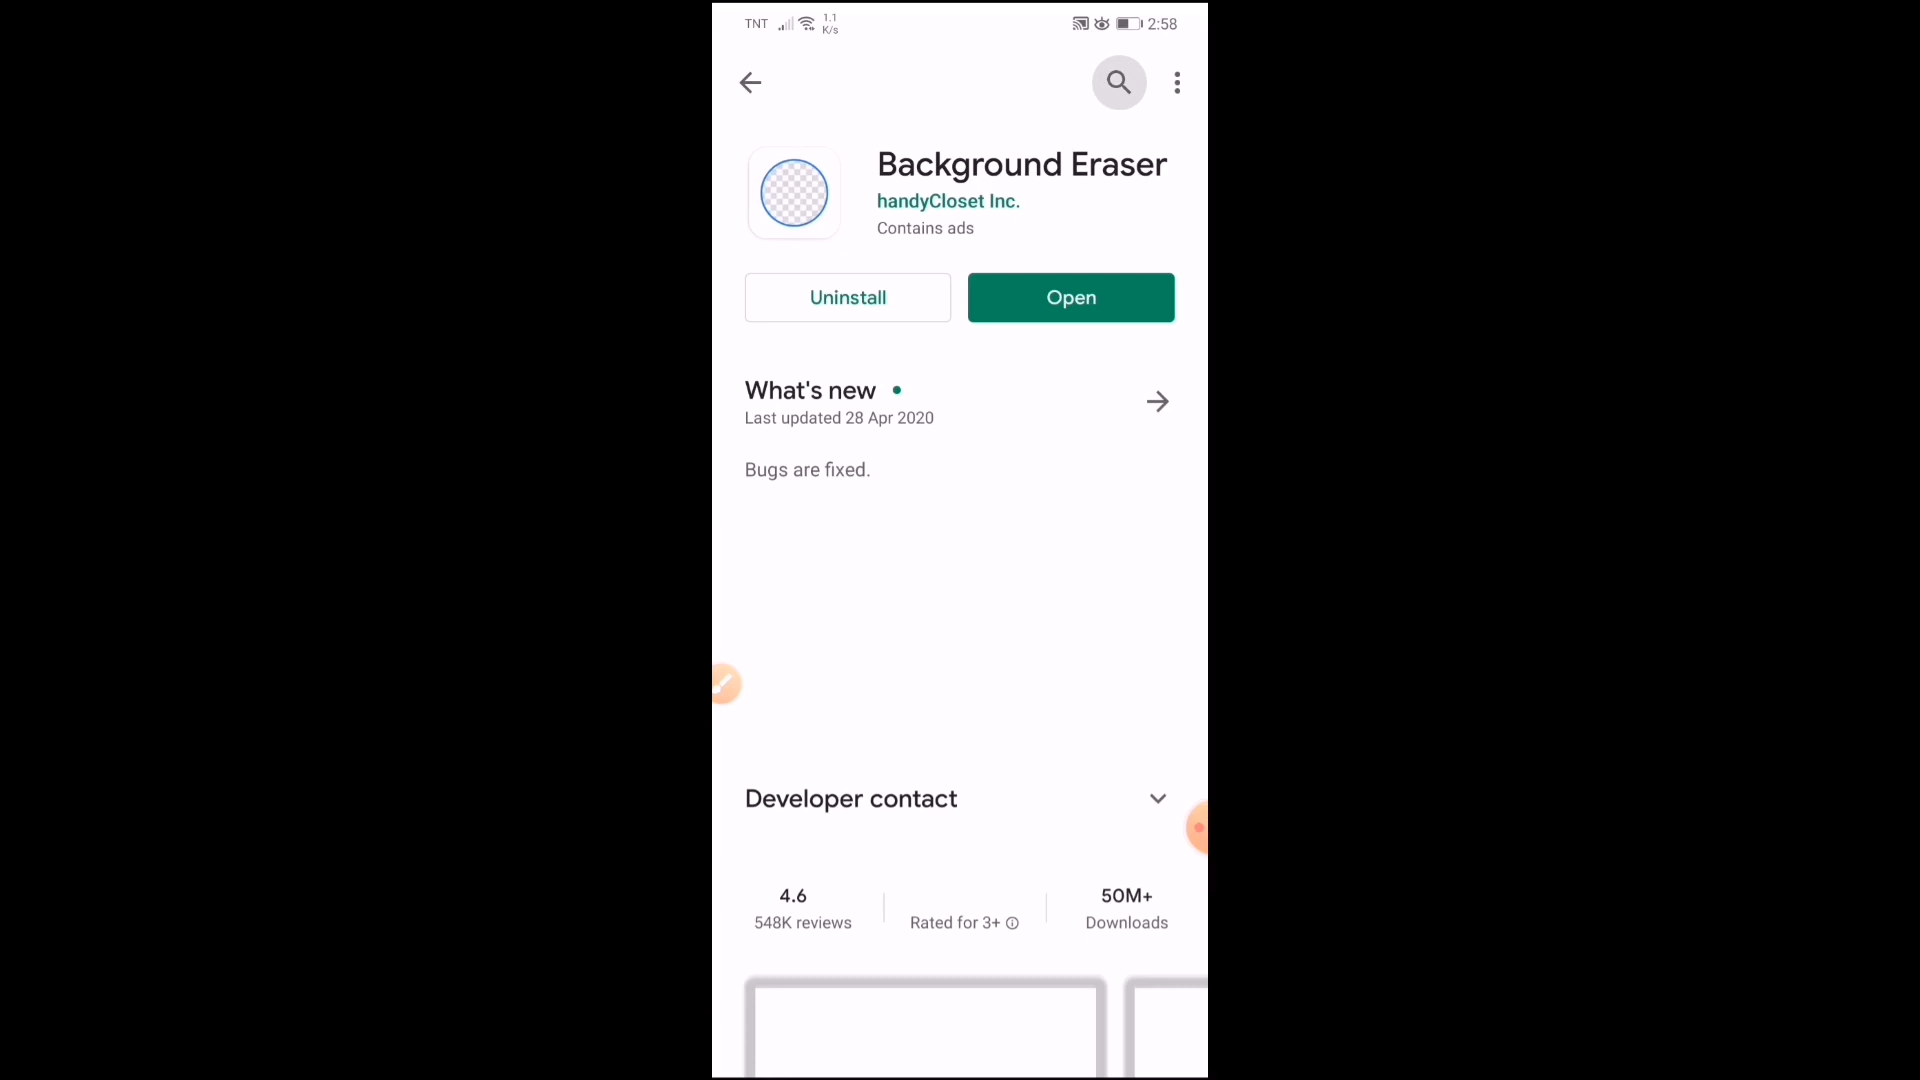 TNT 1.1 K/s 2:58
Background Eraser
handyCloset Inc.
Contains ads
Uninstall Open
What's new
Last updated 28 Apr 2020
Bugs are fixed.
Developer contact
4.6 50M+
548K reviews Rated for 3+ Downloads